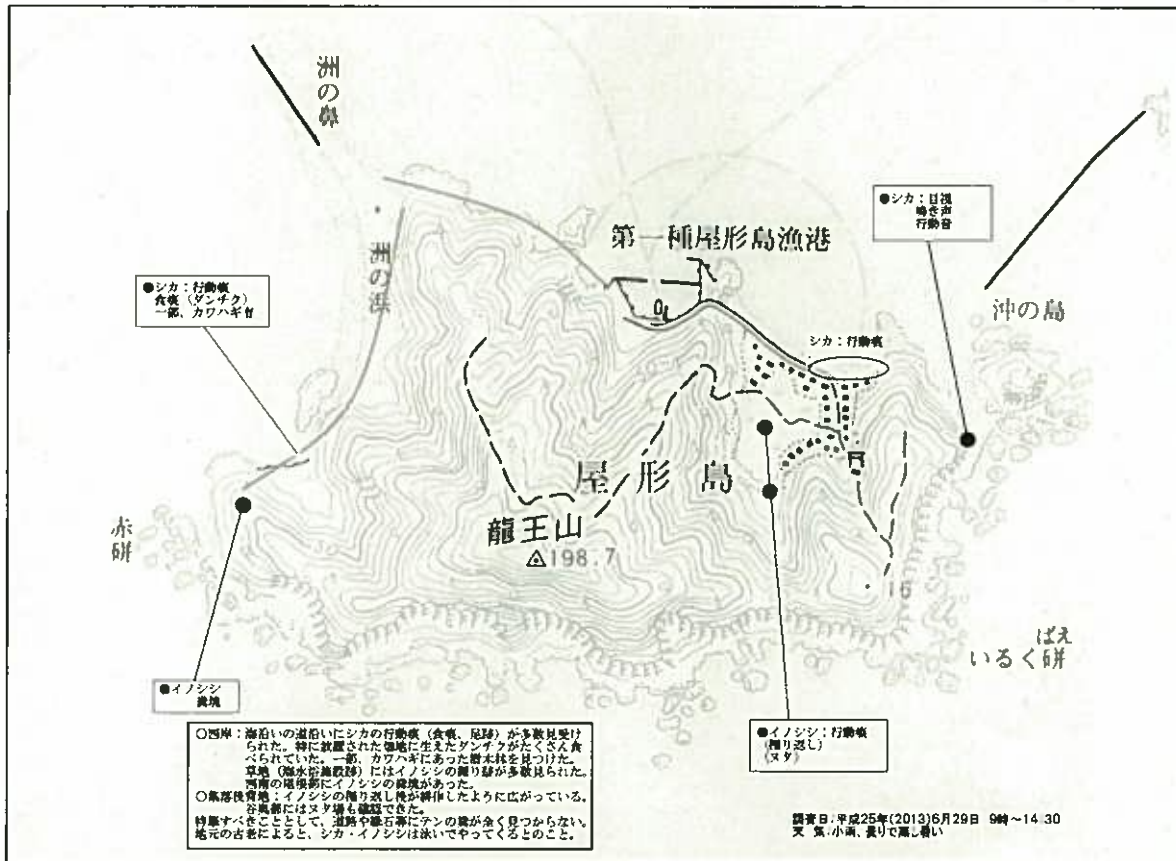 洲の鼻
洲の浜
第一種屋形島漁港
●シカ：目視
鳴き声
行動音
沖の島
●シカ：行動痕
食痕（ダンチク）
一部、カワハギ有
シカ：行動痕
屋形島
龍王山
198.7
赤碆
16
ばえ
いるく碆
●イノシシ
糞塊
●イノシシ：行動痕
（掘り返し）
（ヌタ）
○西岸：海沿いの道沿いにシカの行動痕（食痕、足跡）が多数見受け
られた。特に放置された畑地に生えたダンチクがたくさん食
べられていた。一部、カワハギにあった樹木林を見つけた。
草地（海水浴施設跡）にはイノシシの掘り跡が多数見られた。
西南の尾根部にイノシシの糞塊があった。
○集落後背地：イノシシの掘り返し後が耕作したように広がっている。
谷奥部にはヌタ場も確認できた。
特筆すべきこととして、道路や縁石等にテンの糞が全く見つからない。
地元の古老によると、シカ・イノシシは泳いでやってくるとのこと。
調査日：平成25年(2013)6月29日 9時～14:30
天 気：小雨、曇りで蒸し暑い